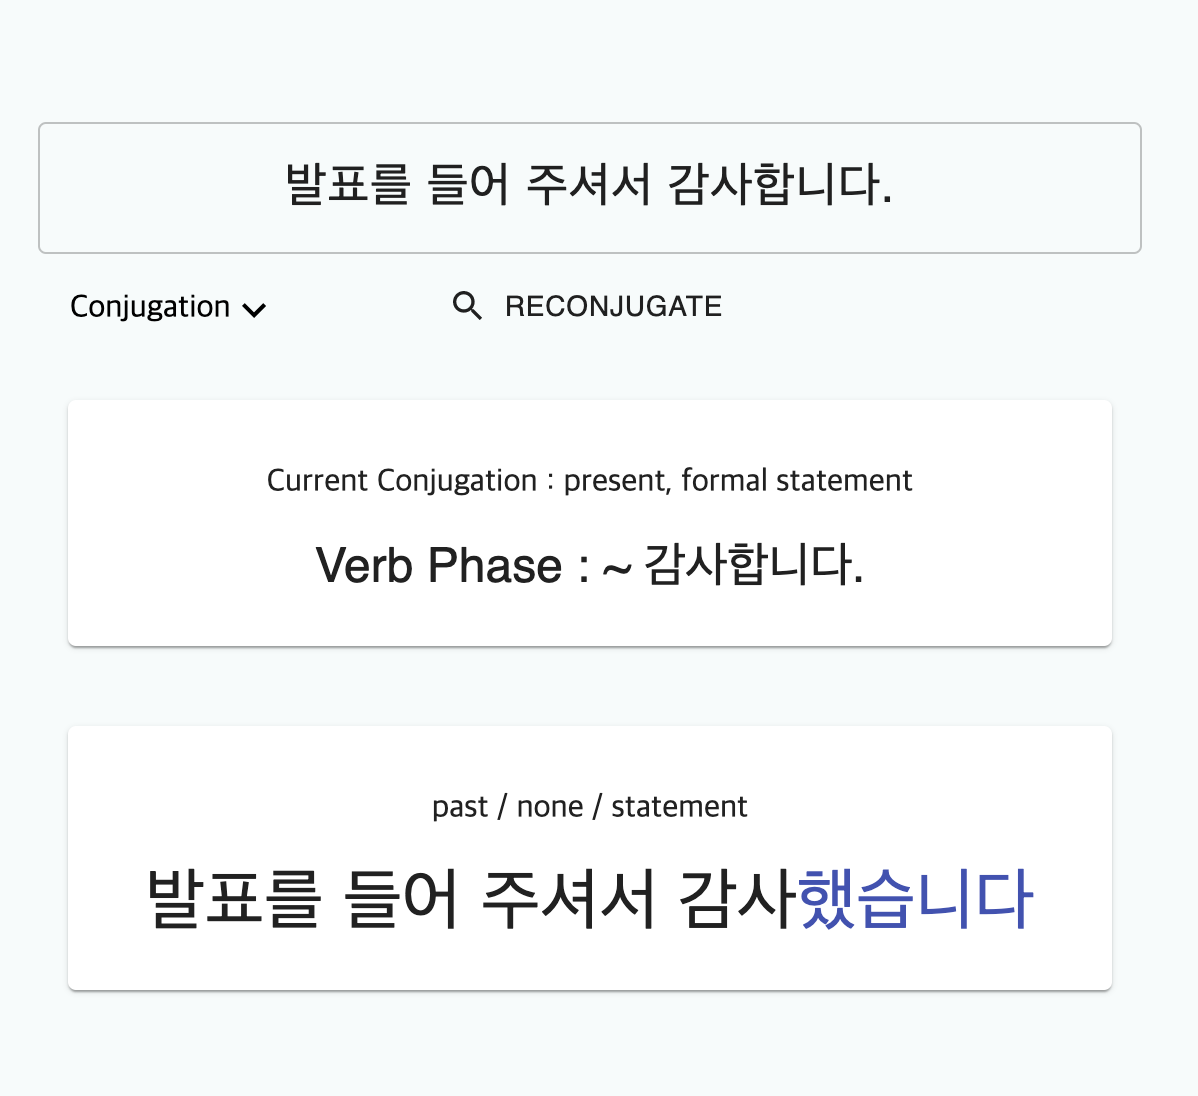 발표를 들어 주셔서 감사합니다.
Conjugation
RECONJUGATE
Current Conjugation : present, formal statement
Verb Phase : ~ 감사합니다.
past / none / statement
발표를 들어 주셔서 감사했습니다